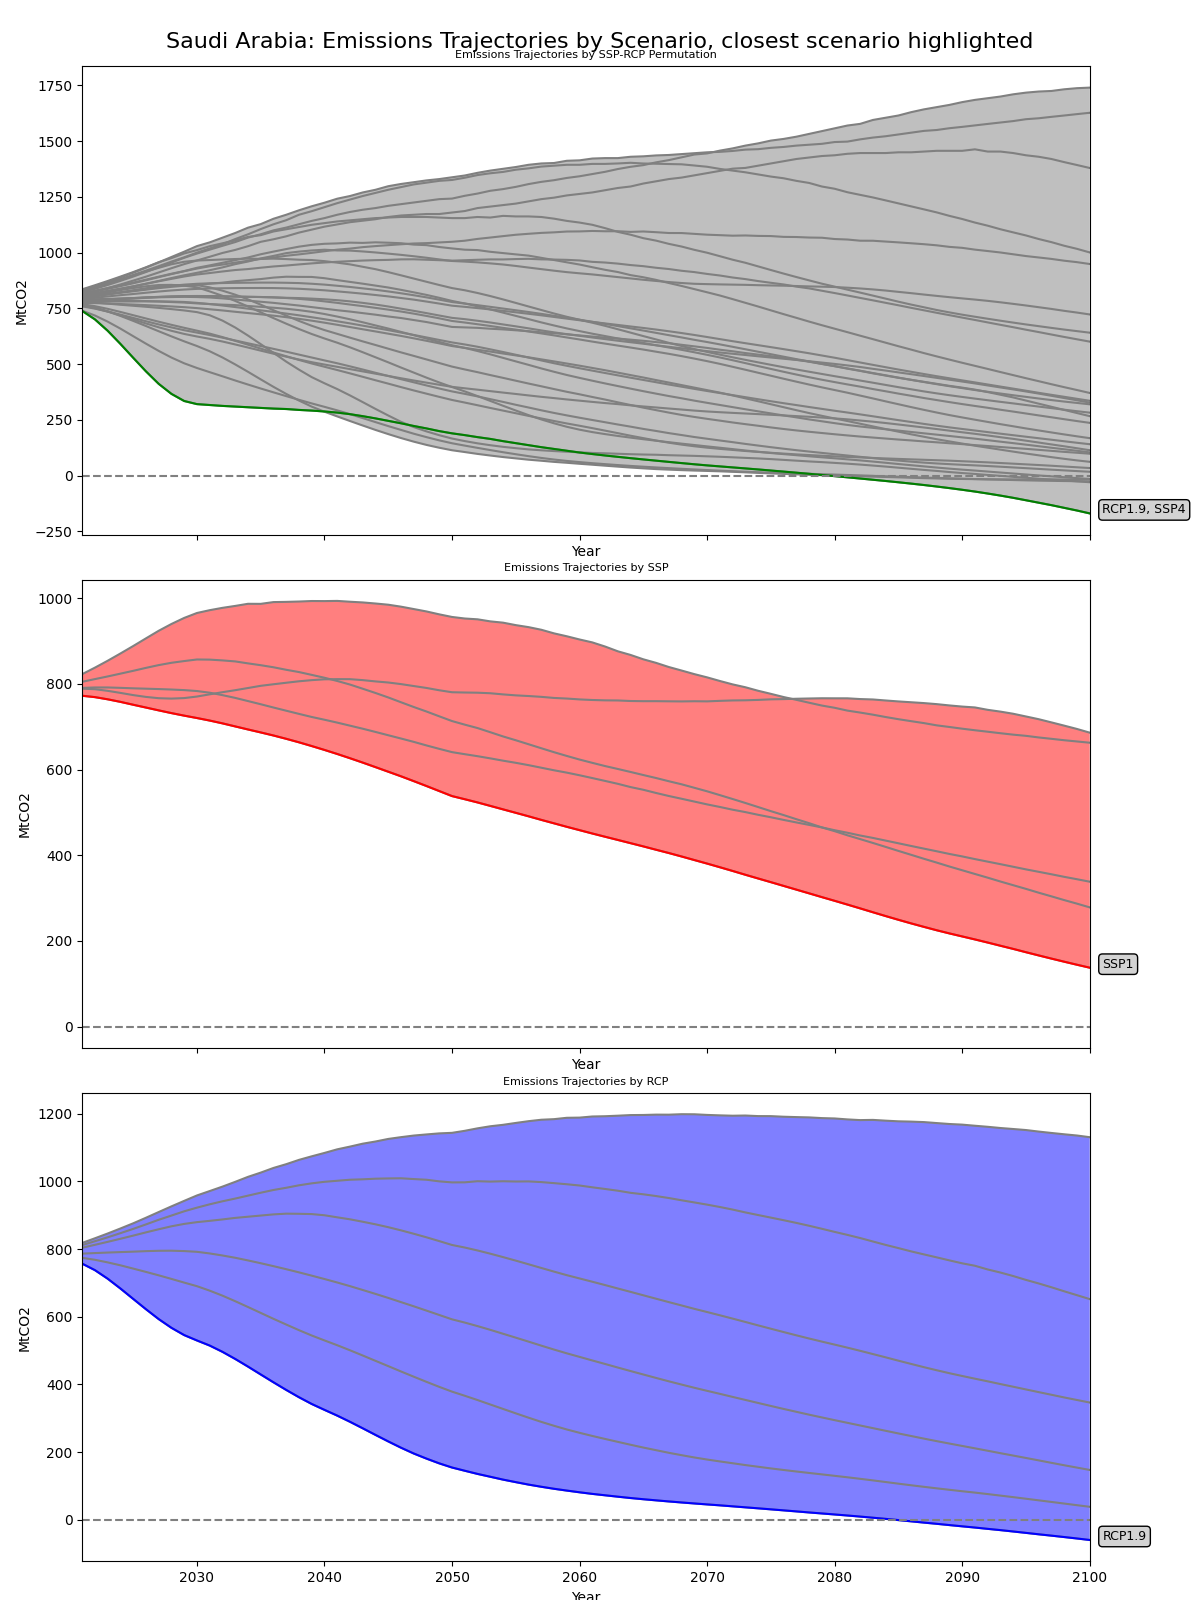 Saudi Arabia: Emissions Trajectories by Scenario, closest scenario highlighted
Emissions Trajectories by SSP-RCP Permutation
MtCO2
1750
1500
1250
1000
750
500
250
0
−250
RCP1.9, SSP4
Year
Emissions Trajectories by SSP
MtCO2
1000
800
600
400
200
0
SSP1
Year
Emissions Trajectories by RCP
MtCO2
1200
1000
800
600
400
200
0
RCP1.9
2030 2040 2050 2060 2070 2080 2090 2100
Year